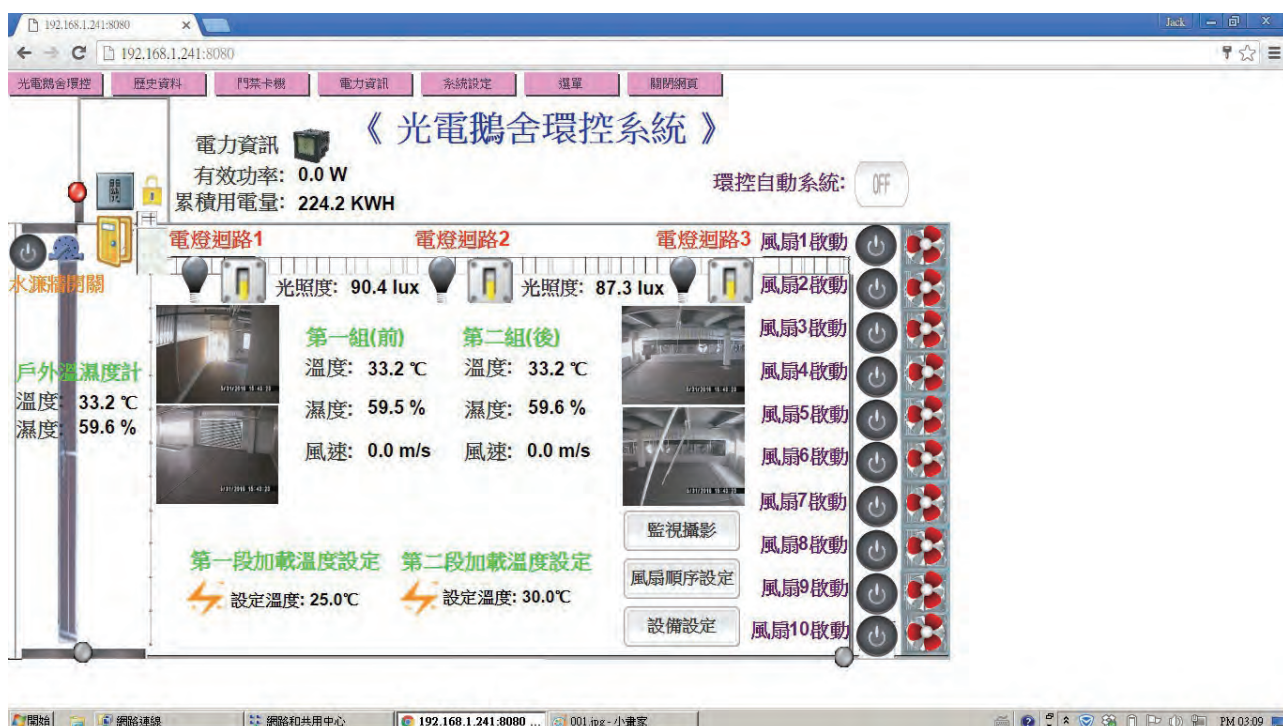 192.168.1.241:8080
Jack
192.168.1.241:8080
光電鵝舍環控 歷史資料 門禁卡機 電力資訊 系統設定 選單 關閉網頁
《 光電鵝舍環控系統 》
電力資訊
有效功率: 0.0 W
累積用電量: 224.2 KWH
環控自動系統: OFF
電燈迴路1 電燈迴路2 電燈迴路3 風扇1啟動
水濂牆開關
光照度: 90.4 lux 光照度: 87.3 lux 風扇2啟動
第一組(前) 第二組(後) 風扇3啟動
戶外溫濕度計
溫度: 33.2 ℃
濕度: 59.6 %
溫度: 33.2 ℃ 溫度: 33.2 ℃ 風扇4啟動
濕度: 59.5 % 濕度: 59.6 % 風扇5啟動
風速: 0.0 m/s 風速: 0.0 m/s 風扇6啟動
風扇7啟動
監視攝影
第一段加載溫度設定 第二段加載溫度設定 風扇8啟動
設定溫度: 25.0℃ 設定溫度: 30.0℃
風扇順序設定 風扇9啟動
設備設定 風扇10啟動
開始 網路連線 網路和共用中心 192.168.1.241:8080 ... 001.jpg - 小畫家 PM 03:09